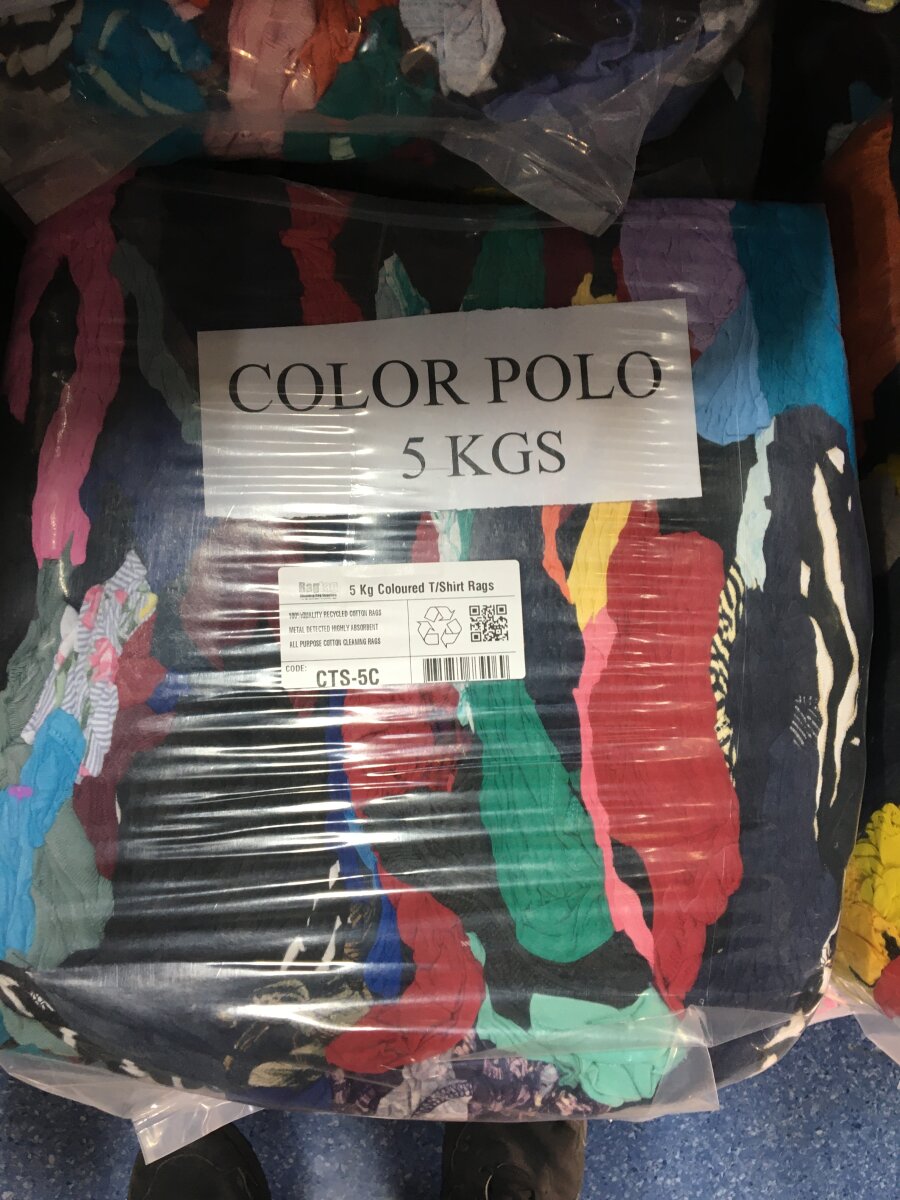 COLOR POLO
5 KGS
5 Kg Coloured T/Shirt Rags
100% QUALITY RECYCLED COTTON RAGS
METAL DETECTED HIGHLY ABSORBENT
ALL PURPOSE COTTON CLEANING RAGS
CODE:
CTS-5C